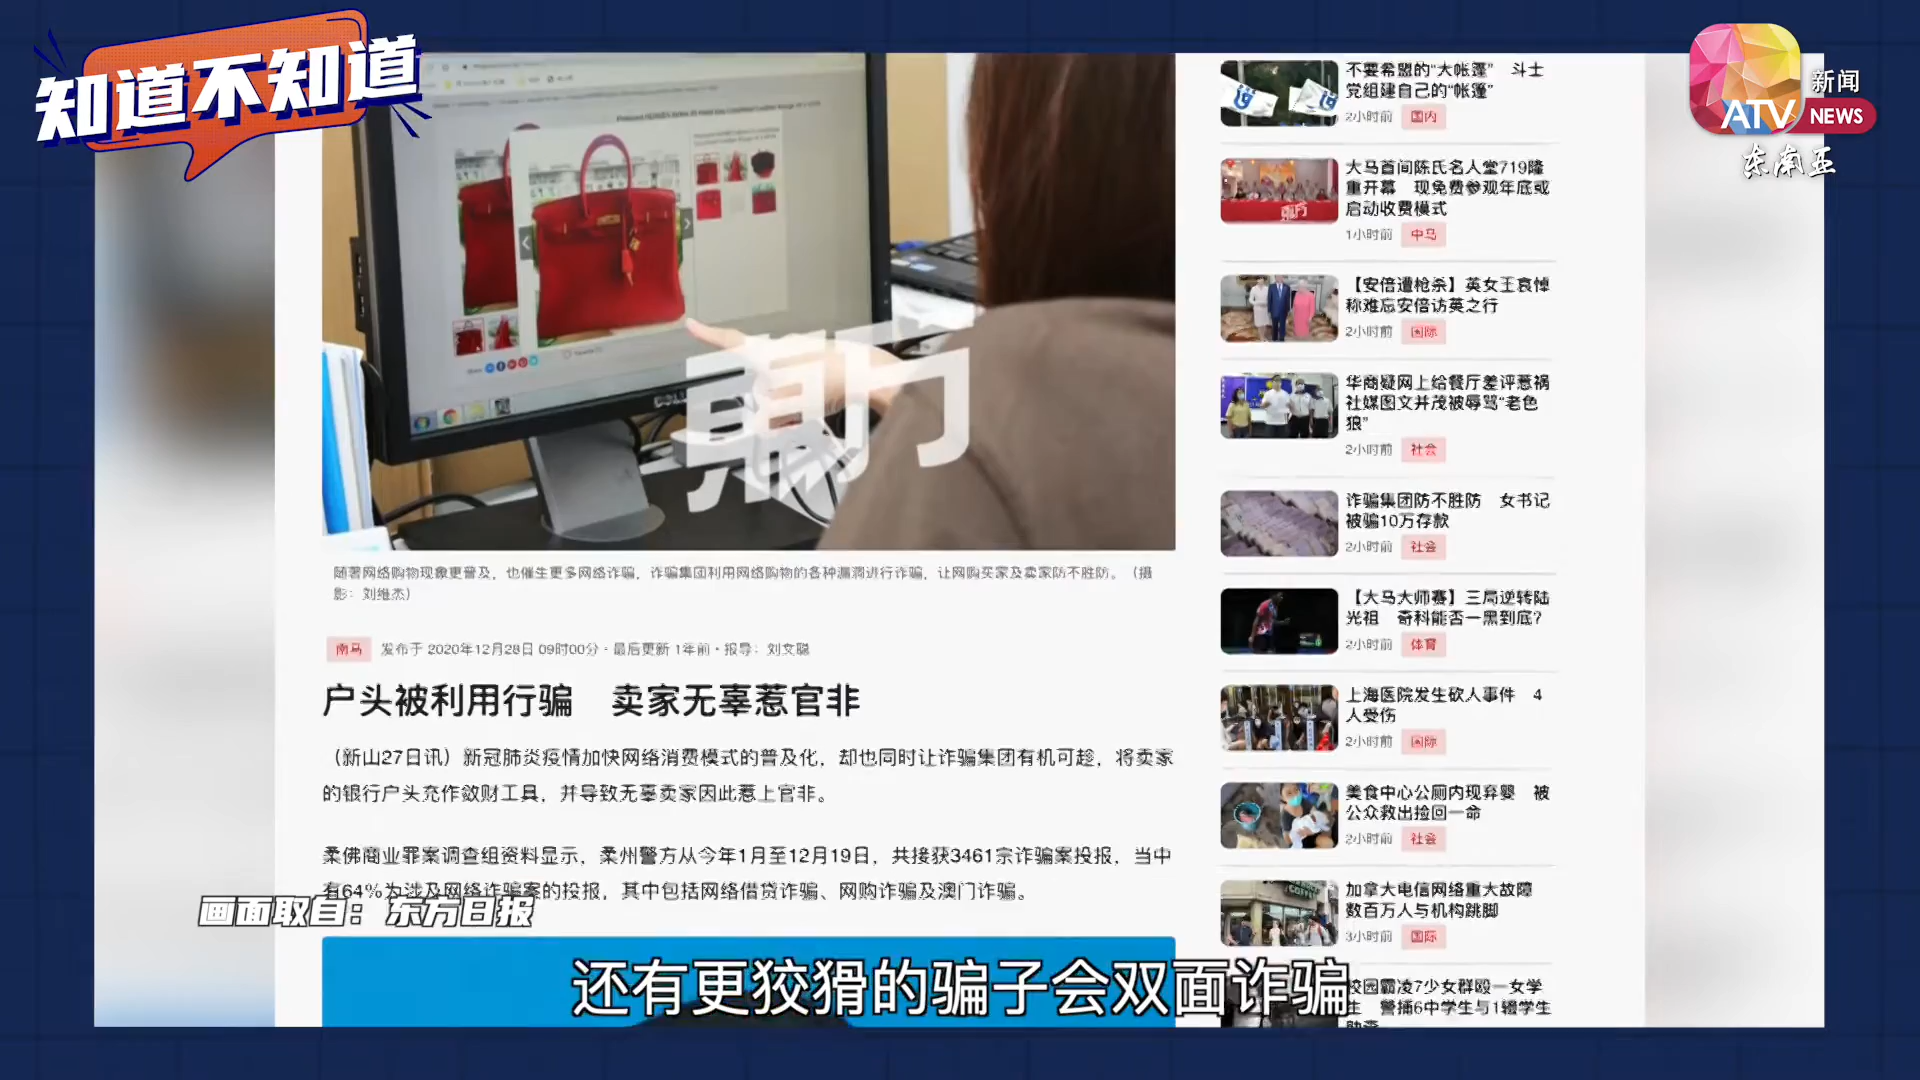 知道不知道
新闻
ATV NEWS
东南亚
東方
随著网络购物现象更普及，也催生更多网络诈骗，诈骗集团利用网络购物的各种漏洞进行诈骗，让网购买家及卖家防不胜防。（摄
影：刘继杰）
南马 发布于 2020年12月28日 09时00分・最后更新 1年前・报导：刘文聪
户头被利用行骗　卖家无辜惹官非
（新山27日讯）新冠肺炎疫情加快网络消费模式的普及化，却也同时让诈骗集团有机可趁，将卖家
的银行户头充作敛财工具，并导致无辜卖家因此惹上官非。
柔佛商业罪案调查组资料显示，柔州警方从今年1月至12月19日，共接获3461宗诈骗案投报，当中
有64%为涉及网络诈骗案的投报，其中包括网络借贷诈骗、网购诈骗及澳门诈骗。
画面取自：东方日报
还有更狡猾的骗子会双面诈骗
不要希盟的“大帐篷”　斗士
党组建自己的“帐篷”
2小时前 国内
大马首间陈氏名人堂719隆
重开幕　现免费参观年底或
启动收费模式
1小时前 中马
【安倍遭枪杀】英女王哀悼
称难忘安倍访英之行
2小时前 国际
华商疑网上给餐厅差评惹祸
社媒图文并茂被辱骂“老色
狼”
2小时前 社会
诈骗集团防不胜防　女书记
被骗10万存款
2小时前 社会
【大马大师赛】三局逆转陆
光祖　奇科能否一黑到底？
2小时前 体育
上海医院发生砍人事件　4
人受伤
2小时前 国际
美食中心公厕内现弃婴　被
公众救出捡回一命
2小时前 社会
加拿大电信网络重大故障
数百万人与机构跳脚
3小时前 国际
校园霸凌7少女群殴一女学
生　警捕6中学生与1辍学生